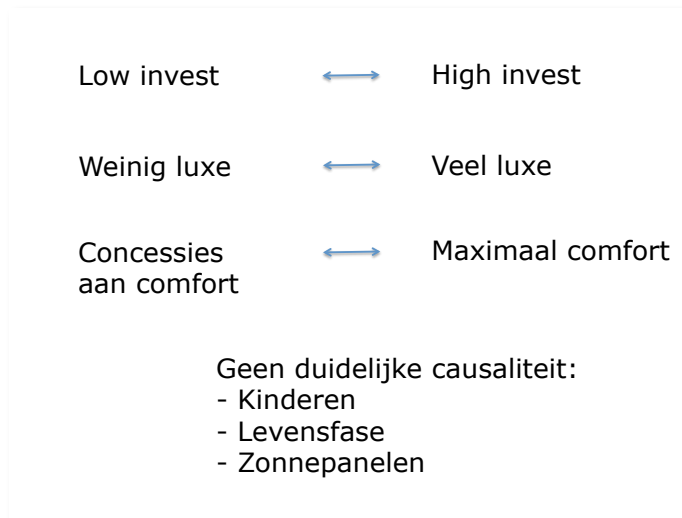 Low invest
High invest
Weinig luxe
Veel luxe
Concessies
aan comfort
Maximaal comfort
Geen duidelijke causaliteit:
- Kinderen
- Levensfase
- Zonnepanelen